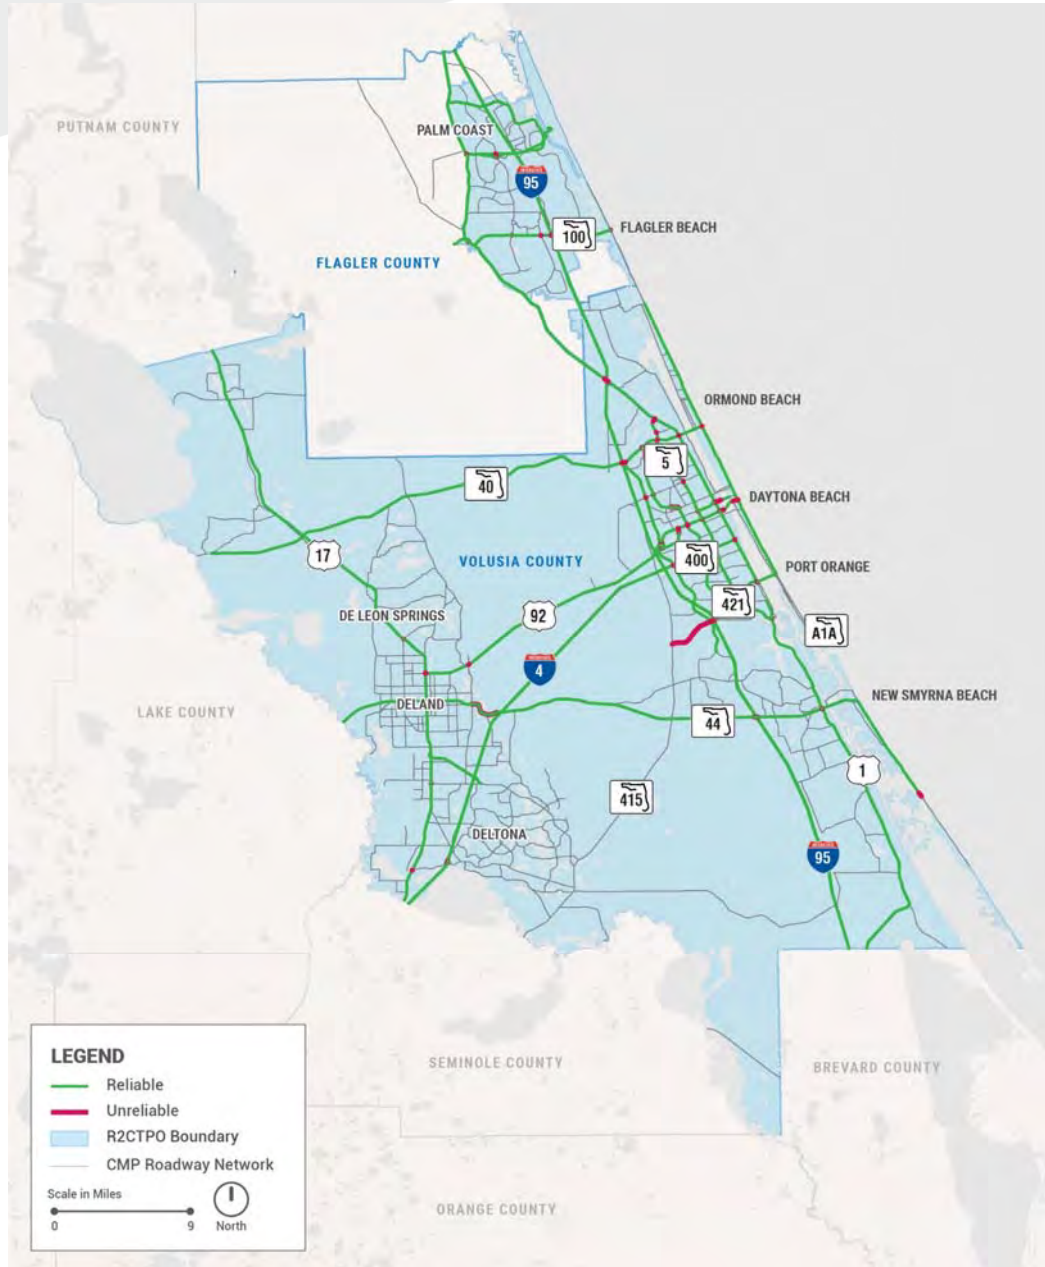 PUTNAM COUNTY
PALM COAST
INTERSTATE
95
100
FLAGLER BEACH
FLAGLER COUNTY
ORMOND BEACH
5
40
DAYTONA BEACH
17
VOLUSIA COUNTY
400
PORT ORANGE
DE LEON SPRINGS
92
421
A1A
INTERSTATE
4
LAKE COUNTY
DELAND
44
NEW SMYRNA BEACH
1
415
DELTONA
INTERSTATE
95
LEGEND
Reliable
Unreliable
R2CTPO Boundary
CMP Roadway Network
Scale in Miles
0
9
North
SEMINOLE COUNTY
BREVARD COUNTY
ORANGE COUNTY